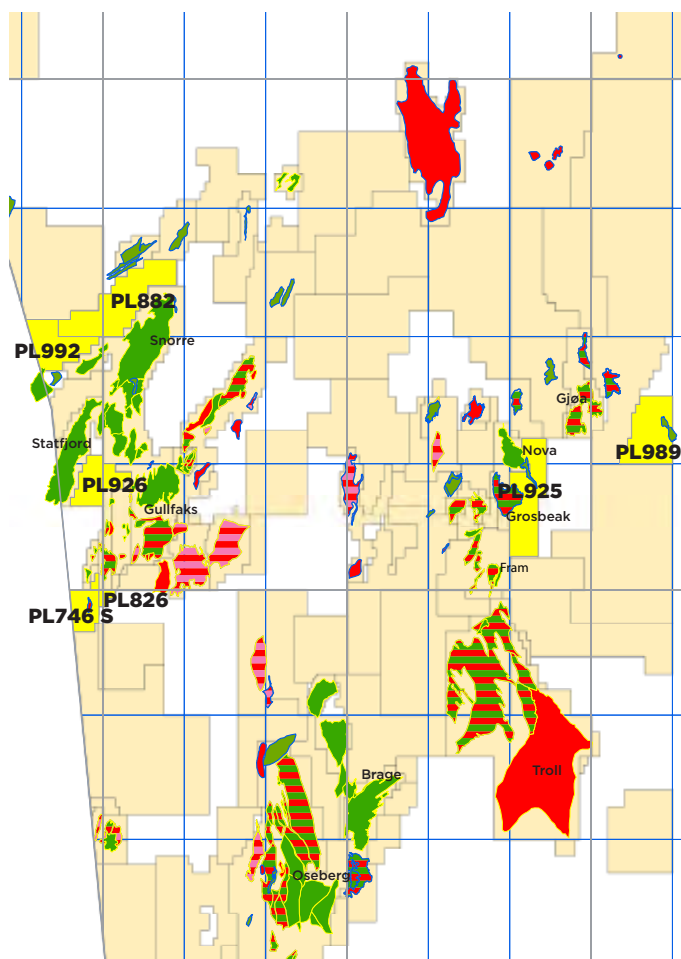 PL882
Snorre
PL992
Gjøa
Statfjord
Nova
PL989
PL926
PL925
Gullfaks
Grosbeak
Fram
PL826
PL746 S
Troll
Brage
Oseberg